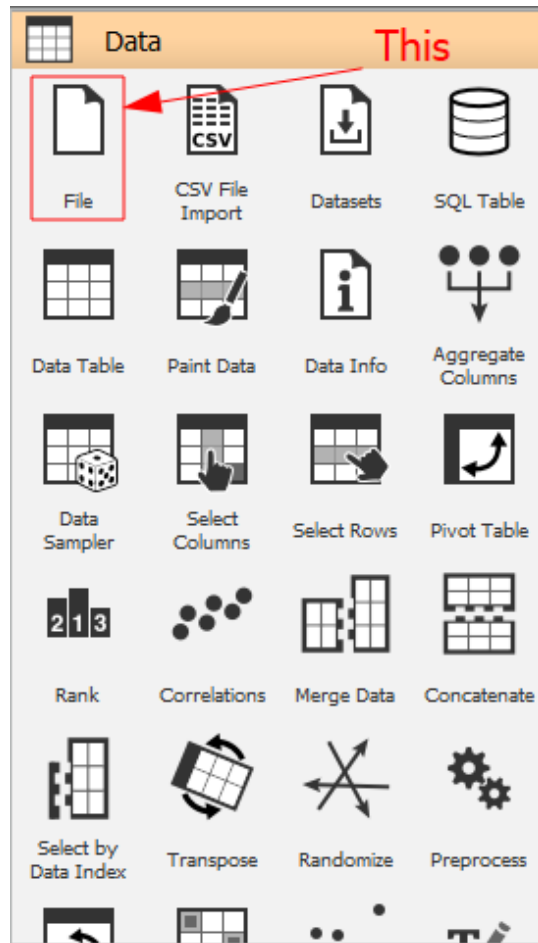 Data
This
CSV
File
CSV File
Import
Datasets
SQL Table
i
Data Table
Paint Data
Data Info
Aggregate
Columns
Data
Sampler
Select
Columns
Select Rows
Pivot Table
2 1 3
Rank
Correlations
Merge Data
Concatenate
Select by
Data Index
Transpose
Randomize
Preprocess